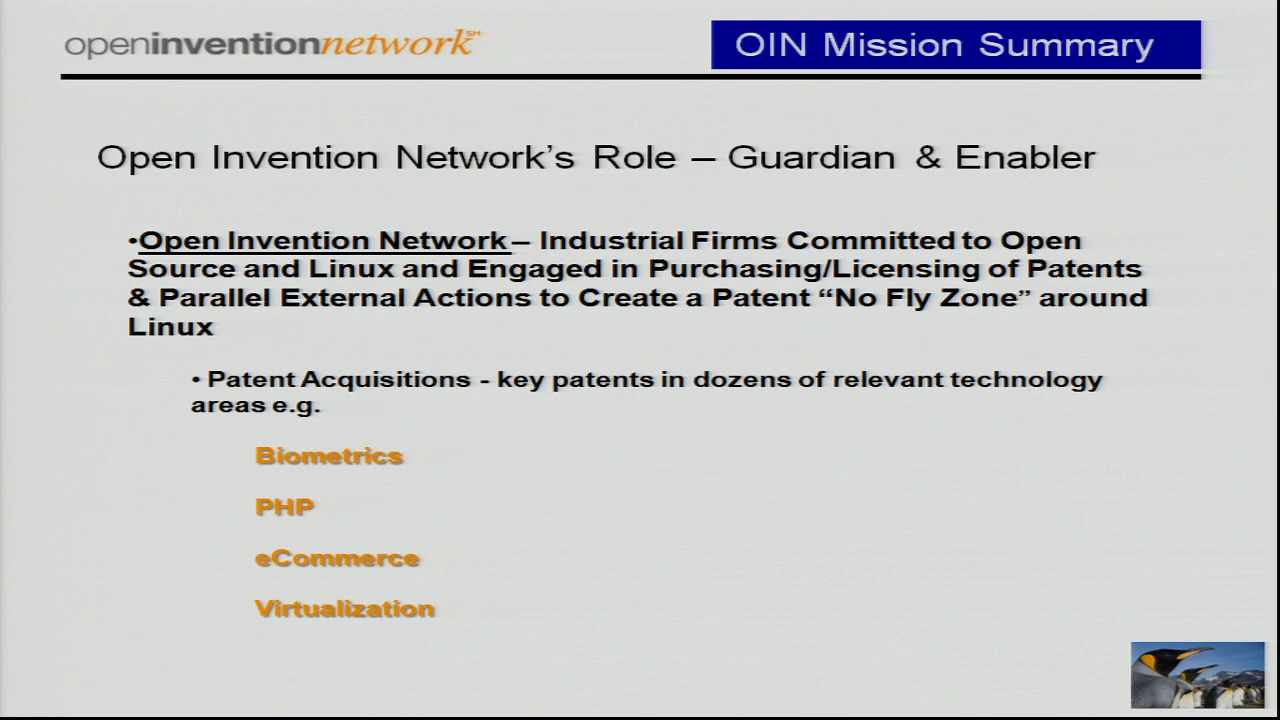 openinventionnetwork℠
OIN Mission Summary
Open Invention Network's Role – Guardian & Enabler
•Open Invention Network – Industrial Firms Committed to Open
Source and Linux and Engaged in Purchasing/Licensing of Patents
& Parallel External Actions to Create a Patent “No Fly Zone” around
Linux
• Patent Acquisitions - key patents in dozens of relevant technology
areas e.g.
Biometrics
PHP
eCommerce
Virtualization